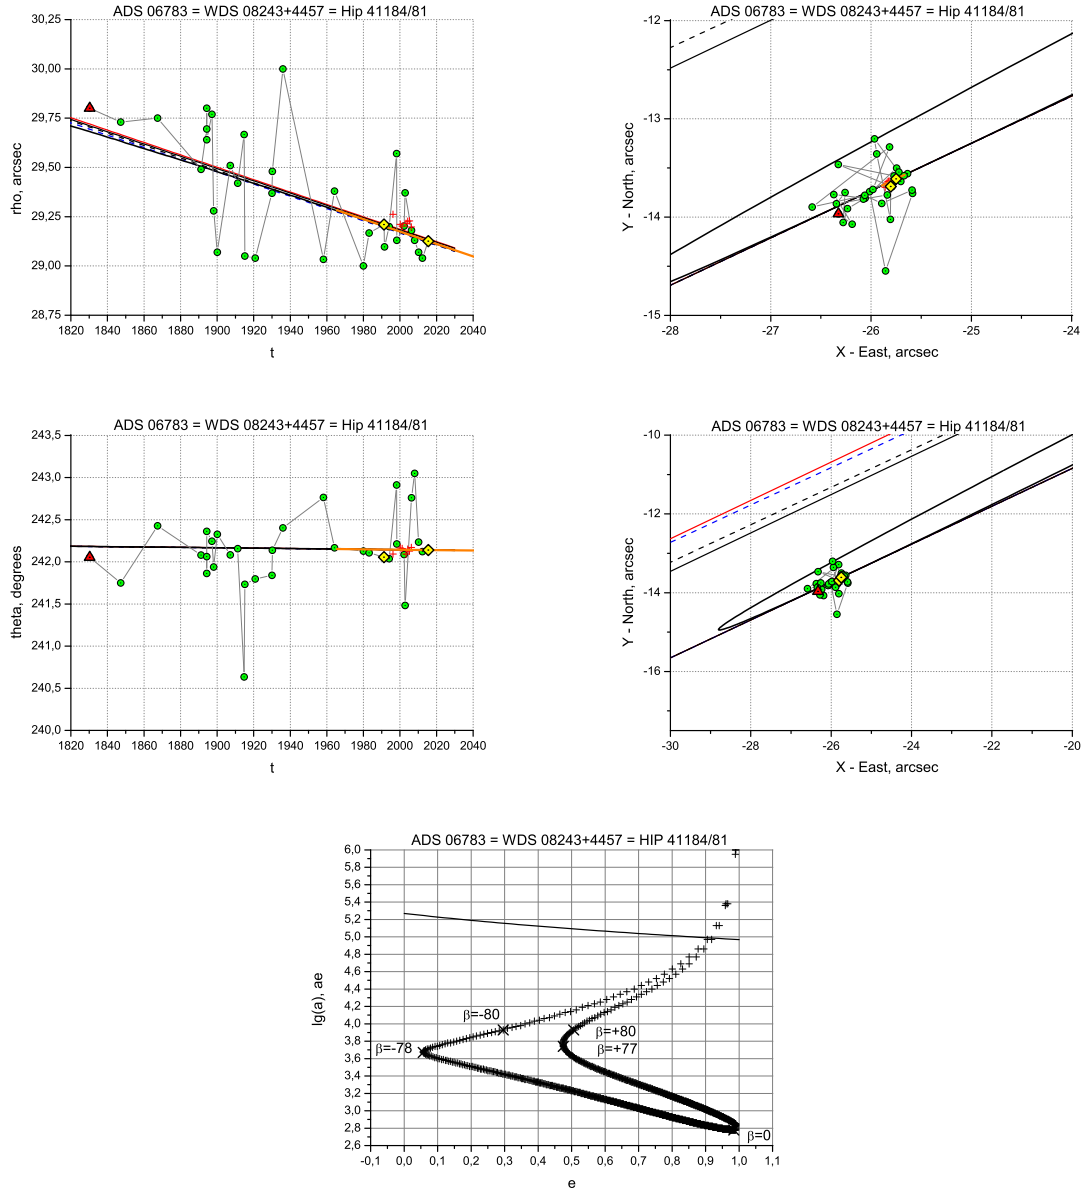 ADS 06783 = WDS 08243+4457 = Hip 41184/81
30,25
30,00
29,75
29,50
29,25
29,00
28,75
rho, arcsec
1820 1840 1860 1880 1900 1920 1940 1960 1980 2000 2020 2040
t
ADS 06783 = WDS 08243+4457 = Hip 41184/81
-12
-13
-14
-15
Y - North, arcsec
-28 -27 -26 -25 -24
X - East, arcsec
ADS 06783 = WDS 08243+4457 = Hip 41184/81
243,5
243,0
242,5
242,0
241,5
241,0
240,5
240,0
theta, degrees
1820 1840 1860 1880 1900 1920 1940 1960 1980 2000 2020 2040
t
ADS 06783 = WDS 08243+4457 = Hip 41184/81
-10
-12
-14
-16
Y - North, arcsec
-30 -28 -26 -24 -22 -20
X - East, arcsec
ADS 06783 = WDS 08243+4457 = HIP 41184/81
6,0
5,8
5,6
5,4
5,2
5,0
4,8
4,6
4,4
4,2
4,0
3,8
3,6
3,4
3,2
3,0
2,8
2,6
lg(a), ae
β=-80
β=+80
β=-78
β=+77
β=0
-0,1 0,0 0,1 0,2 0,3 0,4 0,5 0,6 0,7 0,8 0,9 1,0 1,1
e